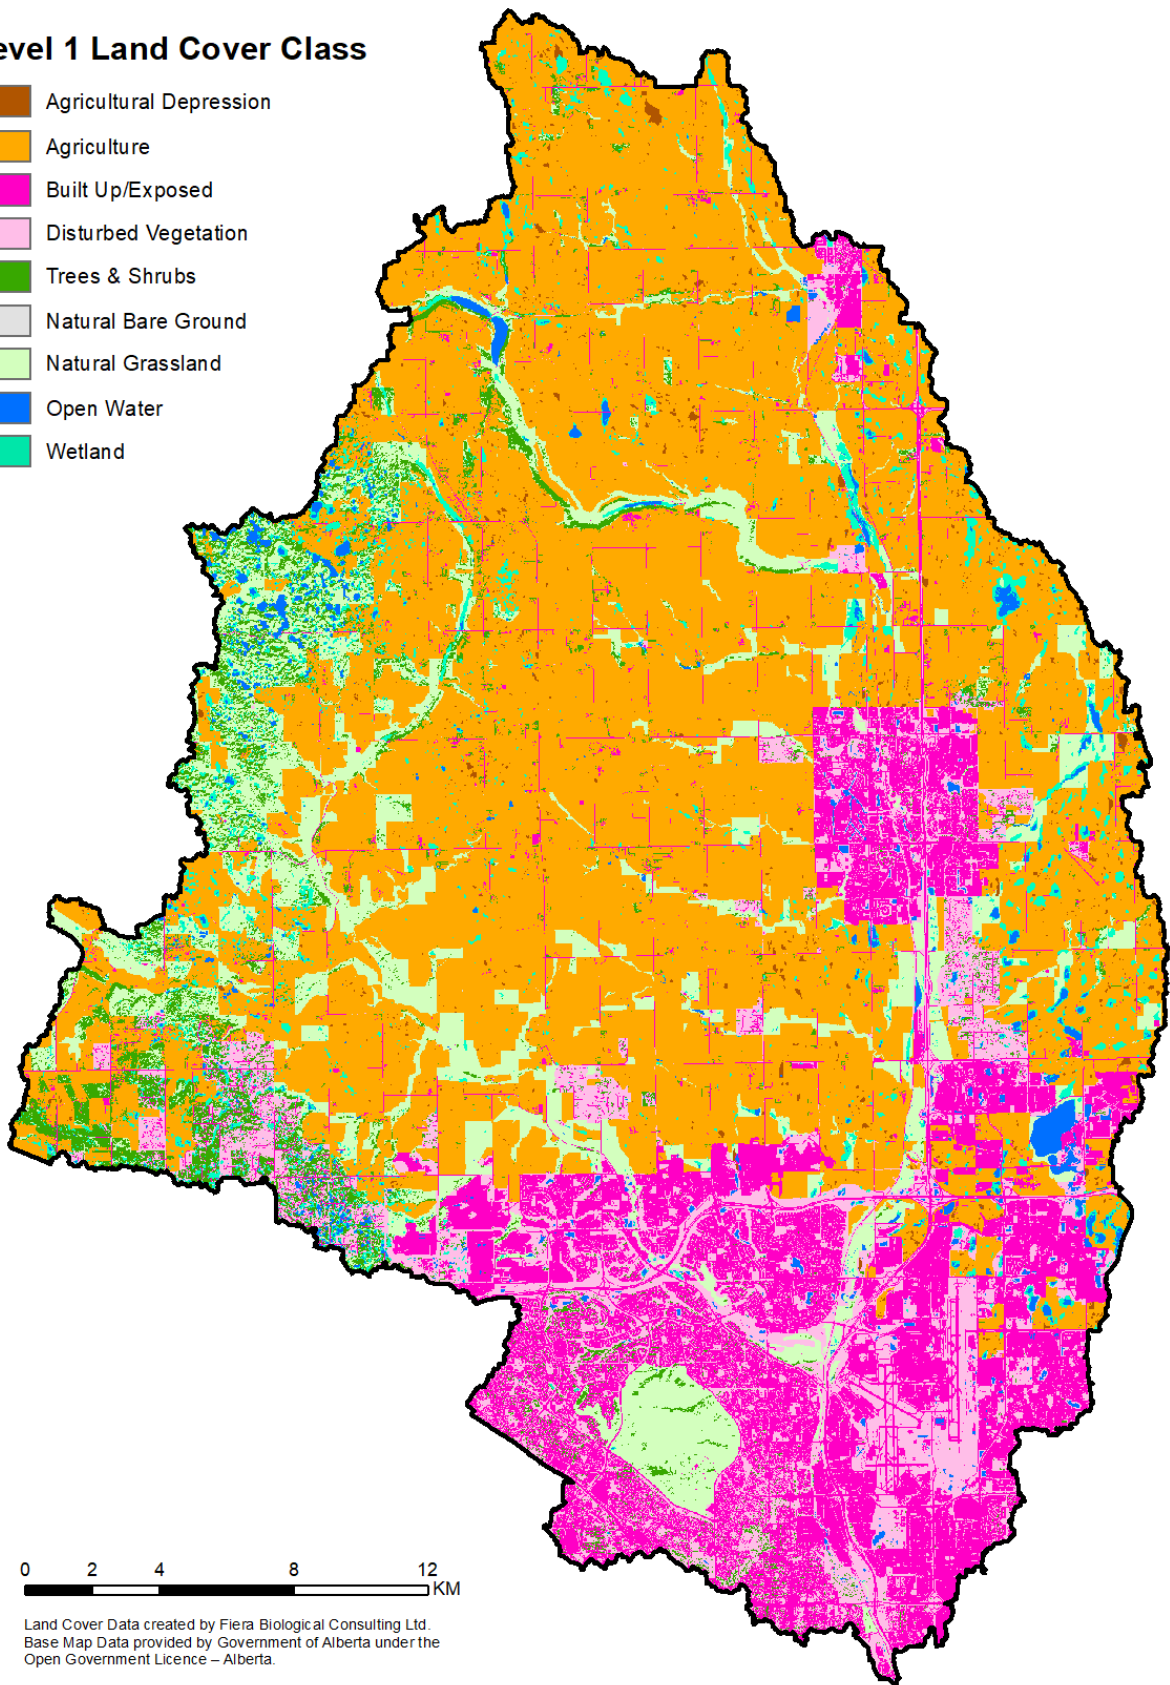 evel 1 Land Cover Class
Agricultural Depression
Agriculture
Built Up/Exposed
Disturbed Vegetation
Trees & Shrubs
Natural Bare Ground
Natural Grassland
Open Water
Wetland
0 2 4 8 12
KM
Land Cover Data created by Fiera Biological Consulting Ltd.
Base Map Data provided by Government of Alberta under the
Open Government Licence – Alberta.